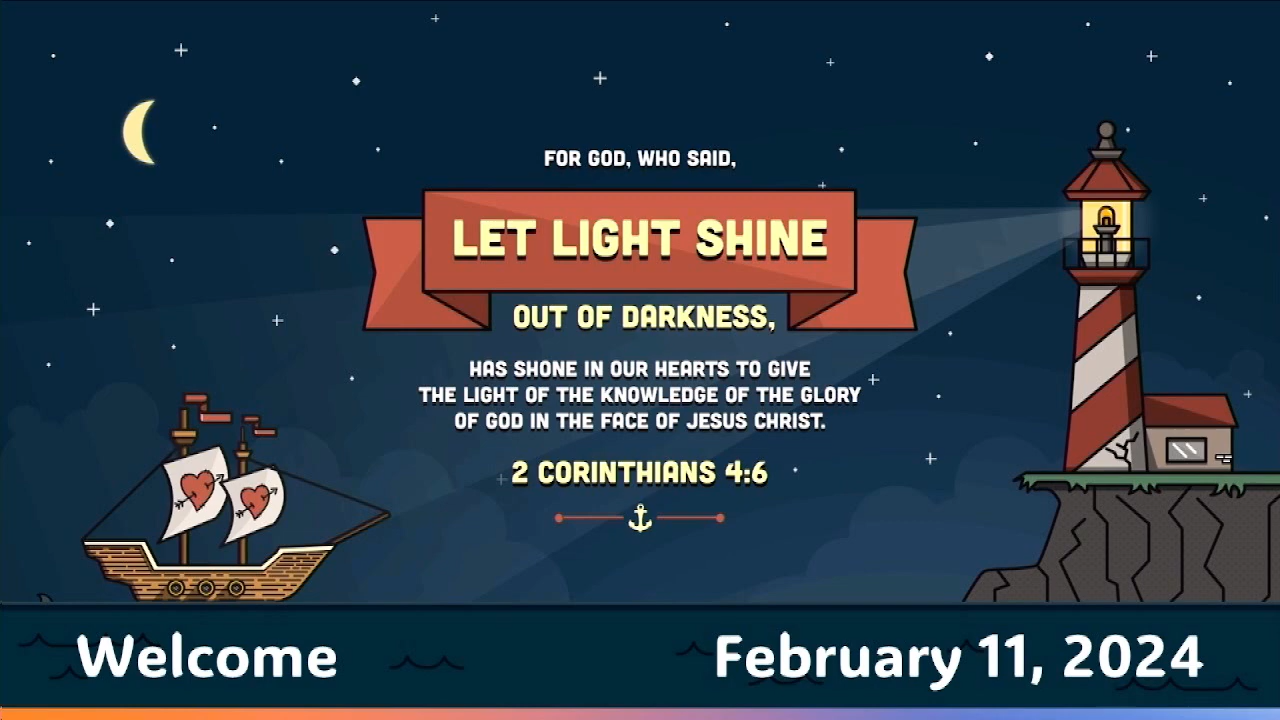 FOR GOD, WHO SAID,
LET LIGHT SHINE
OUT OF DARKNESS,
HAS SHONE IN OUR HEARTS TO GIVE
THE LIGHT OF THE KNOWLEDGE OF THE GLORY
OF GOD IN THE FACE OF JESUS CHRIST.
2 CORINTHIANS 4:6
Welcome
February 11, 2024